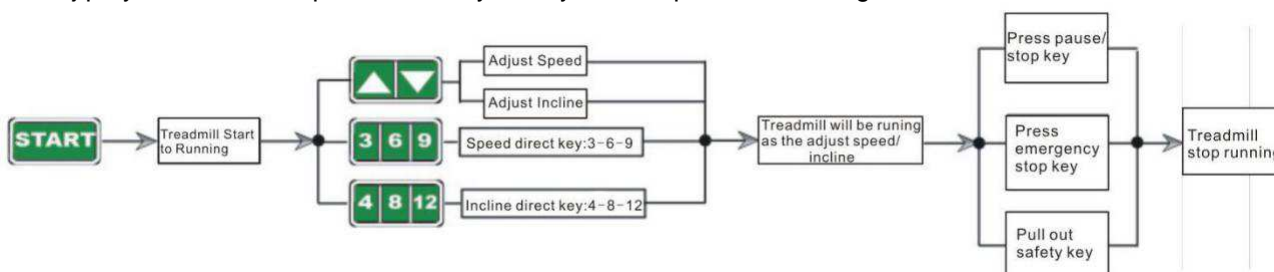 START
Treadmill Start
to Running
Adjust Speed
Adjust Incline
3 6 9
Speed direct key:3-6-9
4 8 12
Incline direct key:4-8-12
Treadmill will be runing
as the adjust speed/
incline
Press pause/
stop key
Press
emergency
stop key
Pull out
safety key
Treadmill
stop running